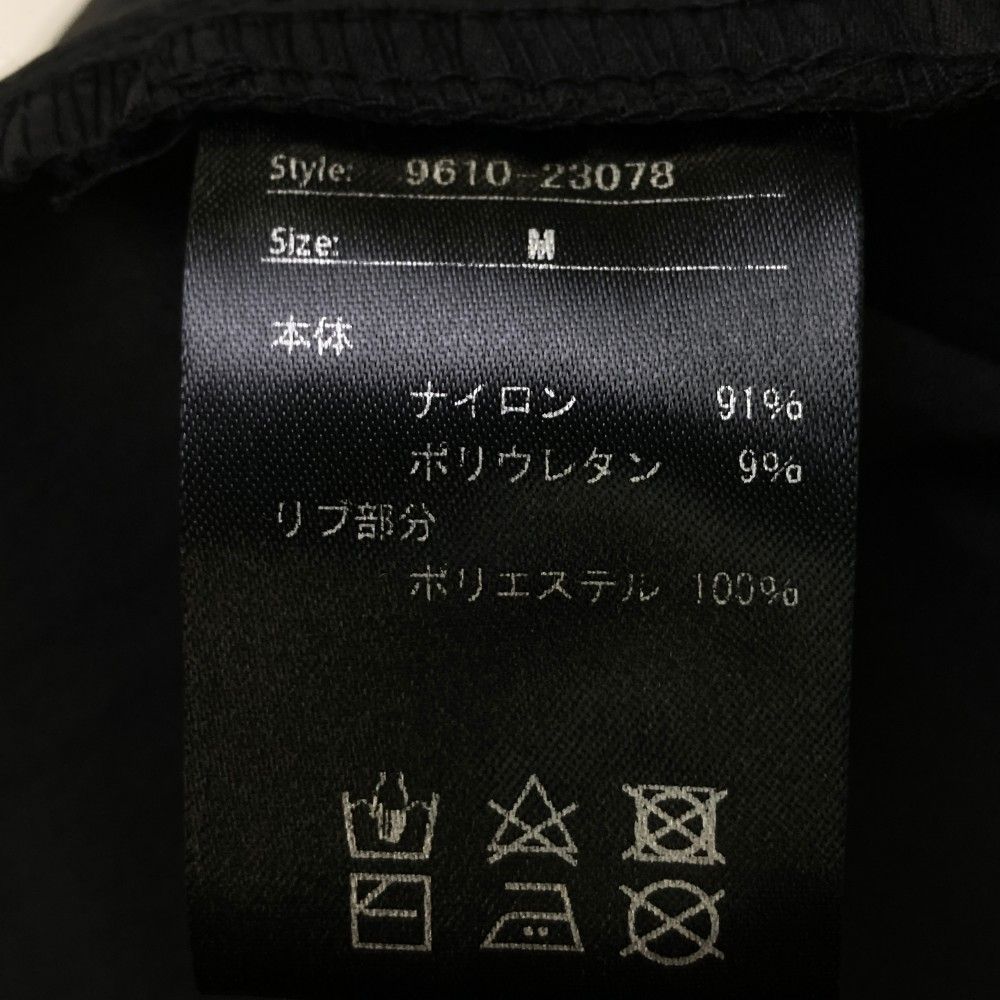 Style: 9610-23078
Size: M
本体
ナイロン 91%
ポリウレタン 9%
リブ部分
ポリエステル 100%